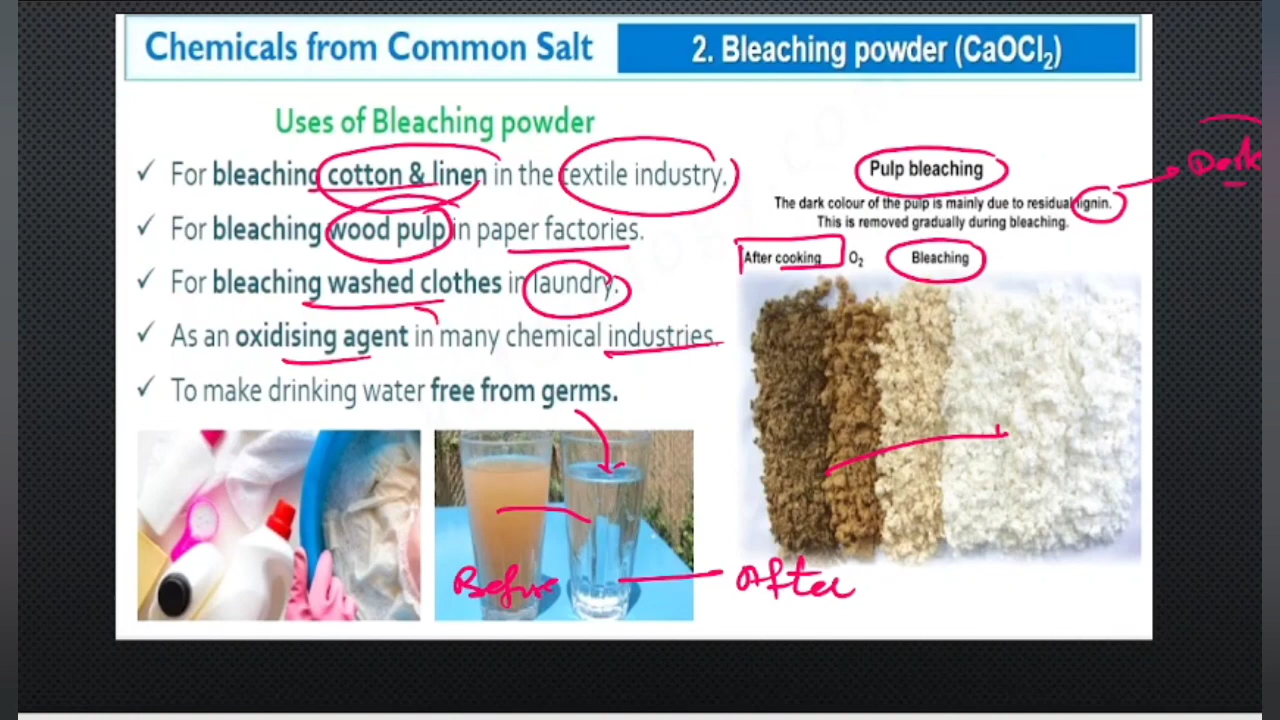 Chemicals from Common Salt
2. Bleaching powder (CaOCl₂)
Uses of Bleaching powder
✓ For bleaching cotton & linen in the textile industry.
✓ For bleaching wood pulp in paper factories.
✓ For bleaching washed clothes in laundry.
✓ As an oxidising agent in many chemical industries.
✓ To make drinking water free from germs.
Pulp bleaching
The dark colour of the pulp is mainly due to residual lignin.
This is removed gradually during bleaching.
After cooking O₂ Bleaching
Dark
Before
After